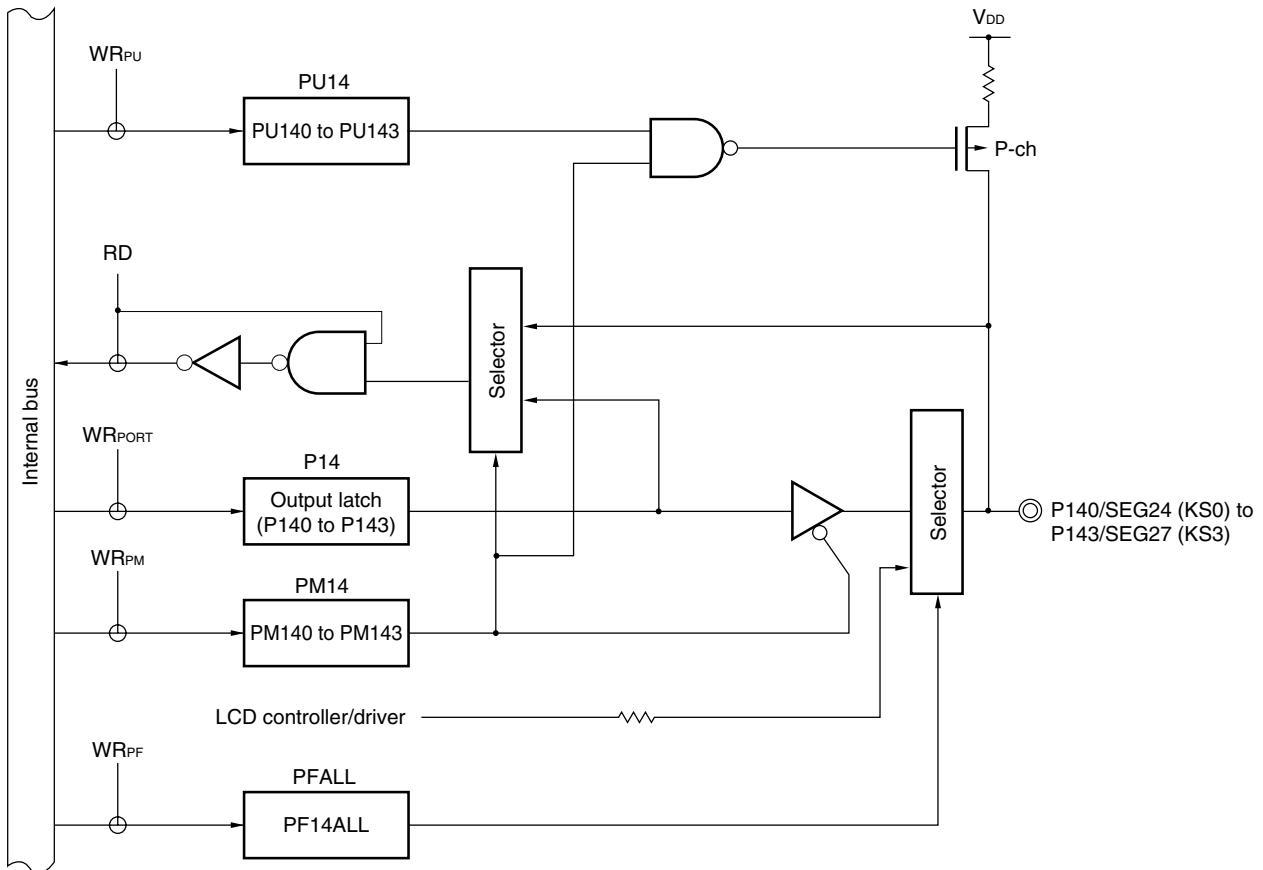 VDD
WRPU
PU14
PU140 to PU143
P-ch
RD
Selector
Internal bus
WRPORT
P14
Output latch
(P140 to P143)
Selector
P140/SEG24 (KS0) to
P143/SEG27 (KS3)
WRPM
PM14
PM140 to PM143
LCD controller/driver
WRPF
PFALL
PF14ALL